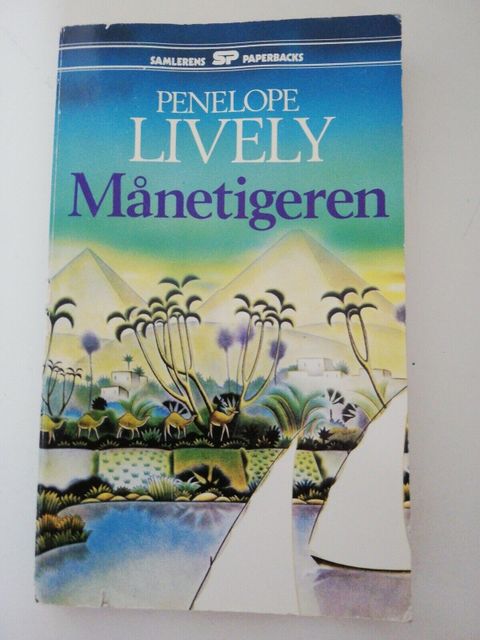 SAMLERENS SP PAPERBACKS
PENELOPE
LIVELY
Månetigeren